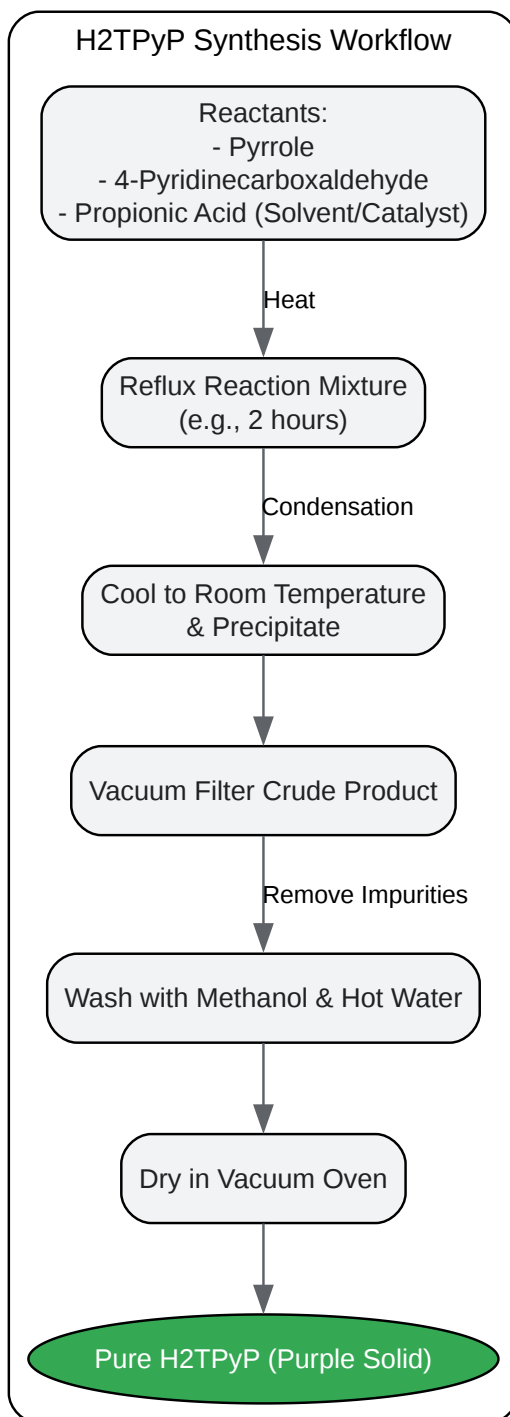 H2TPyP Synthesis Workflow
Reactants:
- Pyrrole
- 4-Pyridinecarboxaldehyde
- Propionic Acid (Solvent/Catalyst)
Heat
Reflux Reaction Mixture
(e.g., 2 hours)
Condensation
Cool to Room Temperature
& Precipitate
Vacuum Filter Crude Product
Remove Impurities
Wash with Methanol & Hot Water
Dry in Vacuum Oven
Pure H2TPyP (Purple Solid)